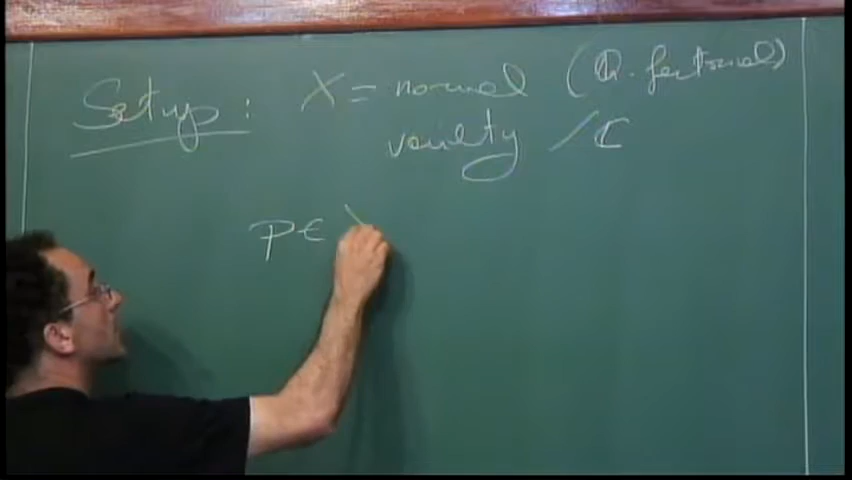 Setup : X = normal (Q. factorial)
variety / C
p ∈ X